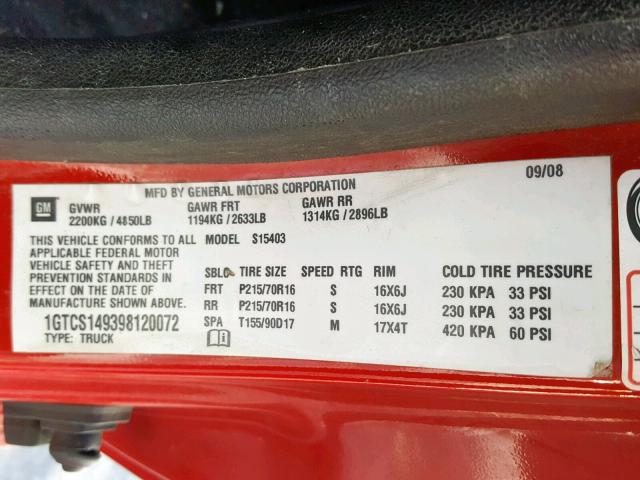 MFD BY GENERAL MOTORS CORPORATION 09/08
GM GVWR GAWR FRT GAWR RR
2200KG / 4850LB 1194KG / 2633LB 1314KG / 2896LB
THIS VEHICLE CONFORMS TO ALL MODEL S15403
APPLICABLE FEDERAL MOTOR
VEHICLE SAFETY AND THEFT
PREVENTION STANDARDS IN
EFFECT ON THE DATE OF
MANUFACTURE SHOWN ABOVE.
1GTCS149398120072
TYPE: TRUCK
SBLO TIRE SIZE SPEED RTG RIM COLD TIRE PRESSURE
FRT P215/70R16 S 16X6J 230 KPA 33 PSI
RR P215/70R16 S 16X6J 230 KPA 33 PSI
SPA T155/90D17 M 17X4T 420 KPA 60 PSI